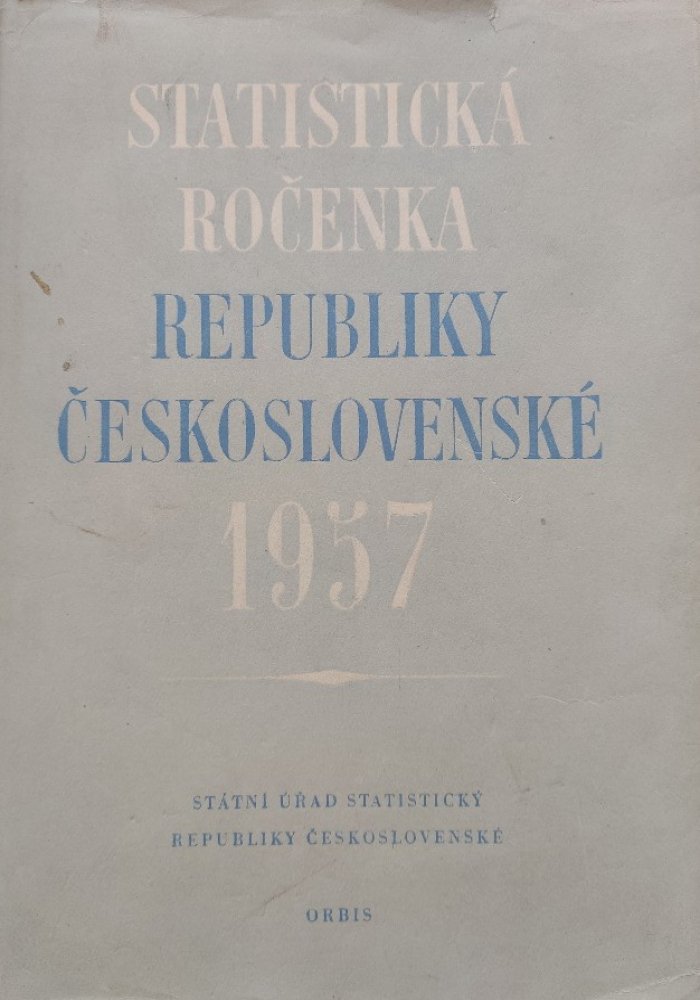 STATISTICKÁ
ROČENKA
REPUBLIKY
ČESKOSLOVENSKÉ
1957
STÁTNÍ ÚŘAD STATISTICKÝ
REPUBLIKY ČESKOSLOVENSKÉ
ORBIS